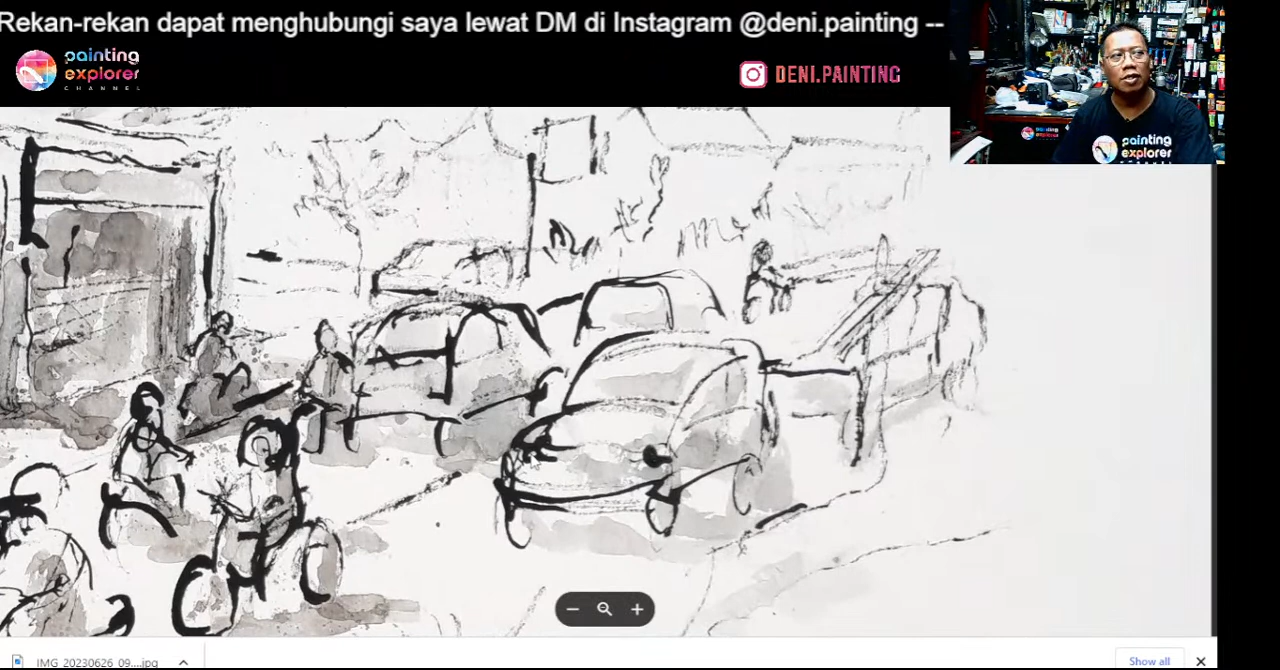 Rekan-rekan dapat menghubungi saya lewat DM di Instagram @deni.painting --
painting
explorer
CHANNEL
DENI.PAINTING
painting
explorer
IMG_20230626_09....jpg
Show all